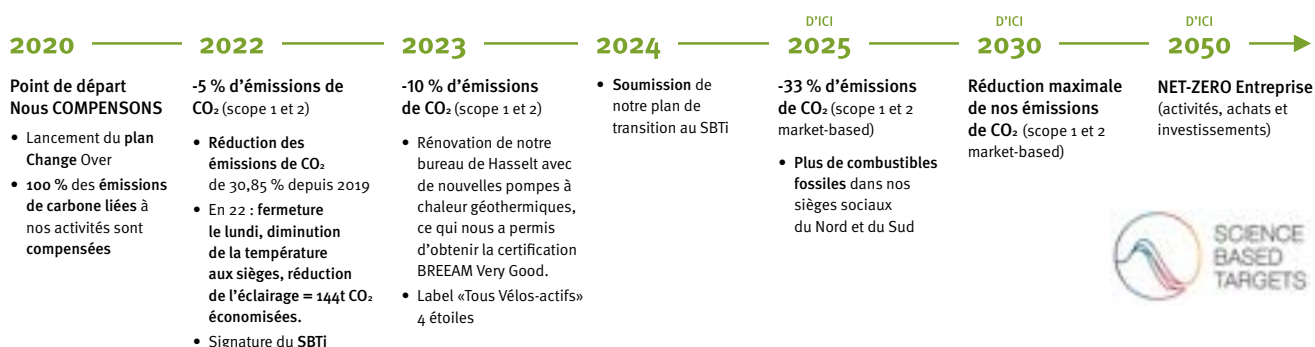 2020
Point de départ
Nous COMPENSONS
• Lancement du plan
Change Over
• 100 % des émissions
de carbone liées à
nos activités sont
compensées
2022
-5 % d’émissions de
CO₂ (scope 1 et 2)
• Réduction des
émissions de CO₂
de 30,85 % depuis 2019
• En 22 : fermeture
le lundi, diminution
de la température
aux sièges, réduction
de l’éclairage = 144t CO₂
économisées.
• Signature du SBTi
2023
-10 % d’émissions
de CO₂ (scope 1 et 2)
• Rénovation de notre
bureau de Hasselt avec
de nouvelles pompes à
chaleur géothermiques,
ce qui nous a permis
d’obtenir la certification
BREEAM Very Good.
• Label «Tous Vélos-actifs»
4 étoiles
2024
• Soumission de
notre plan de
transition au SBTi
D’ICI
2025
-33 % d’émissions
de CO₂ (scope 1 et 2
market-based)
• Plus de combustibles
fossiles dans nos
sièges sociaux
du Nord et du Sud
D’ICI
2030
Réduction maximale
de nos émissions
de CO₂ (scope 1 et 2
market-based)
D’ICI
2050
NET-ZERO Entreprise
(activités, achats et
investissements)
SCIENCE
BASED
TARGETS